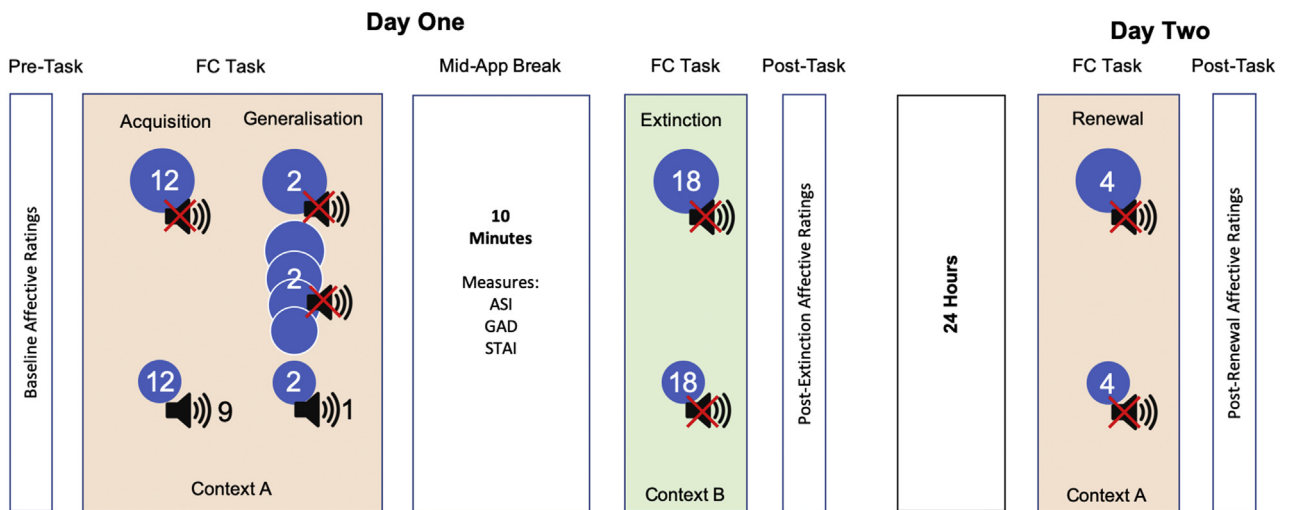 Day One
Day Two
Pre-Task
FC Task
Mid-App Break
FC Task
Post-Task
FC Task
Post-Task
Baseline Affective Ratings
Acquisition
Generalisation
12
2
2
12
9
2
1
Context A
10
Minutes
Measures:
ASI
GAD
STAI
Extinction
18
18
Context B
Post-Extinction Affective Ratings
24 Hours
Renewal
4
4
Context A
Post-Renewal Affective Ratings